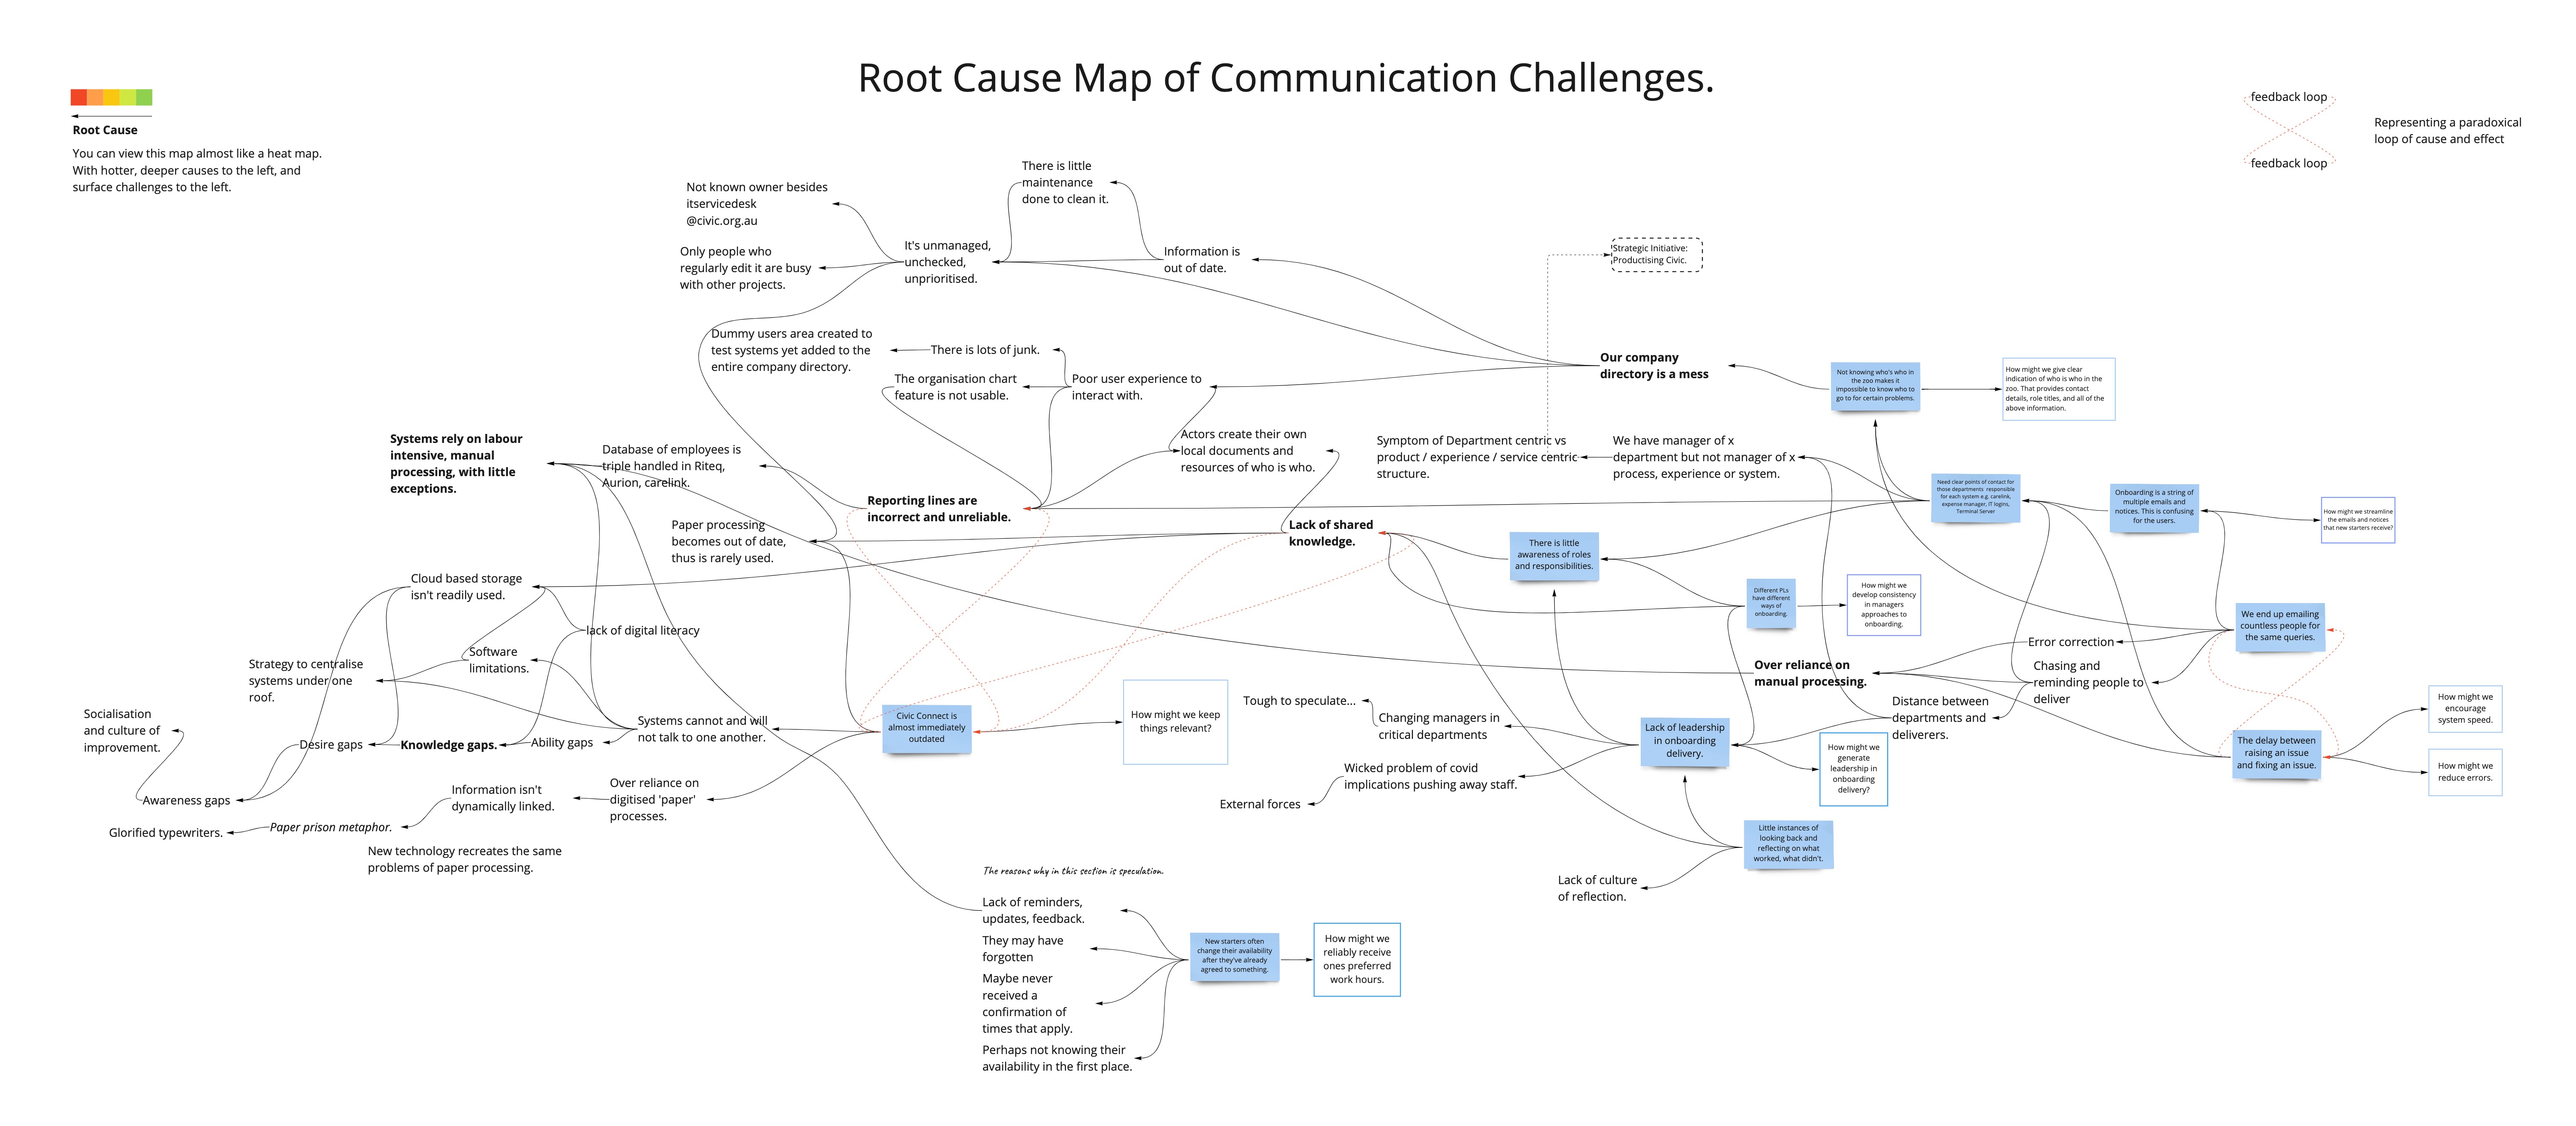 Root Cause Map of Communication Challenges.
Root Cause
You can view this map almost like a heat map.
With hotter, deeper causes to the left, and
surface challenges to the left.
feedback loop
feedback loop
Representing a paradoxical
loop of cause and effect
There is little
maintenance
done to clean it.
Not known owner besides
itservicedesk
@civic.org.au
Only people who
regularly edit it are busy
with other projects.
It's unmanaged,
unchecked,
unprioritised.
Information is
out of date.
Strategic Initiative:
Productising Civic.
Dummy users area created to
test systems yet added to the
entire company directory.
There is lots of junk.
The organisation chart
feature is not usable.
Poor user experience to
interact with.
Our company
directory is a mess
Not knowing who's who in
the zoo makes it
impossible to know who to
go to for certain problems.
How might we give clear
indication of who is who in the
zoo. That provides contact
details, role titles, and all of the
above information.
Systems rely on labour
intensive, manual
processing, with little
exceptions.
Database of employees is
triple handled in Riteq,
Aurion, carelink.
Actors create their own
local documents and
resources of who is who.
Symptom of Department centric vs
product / experience / service centric
structure.
We have manager of x
department but not manager of x
process, experience or system.
Need clear points of contact for
those departments responsible
for each system e.g. carelink,
expense manager, IT logins,
Terminal Server
Onboarding is a string of
multiple emails and
notices. This is confusing
for the users.
How might we streamline
the emails and notices
that new starters receive?
Reporting lines are
incorrect and unreliable.
Paper processing
becomes out of date,
thus is rarely used.
Lack of shared
knowledge.
There is little
awareness of roles
and responsibilities.
Different PLs
have different
ways of
onboarding.
How might we
develop consistency
in managers
approaches to
onboarding.
We end up emailing
countless people for
the same queries.
Cloud based storage
isn't readily used.
lack of digital literacy
Software
limitations.
Strategy to centralise
systems under one
roof.
Error correction
Over reliance on
manual processing.
Chasing and
reminding people to
deliver
Distance between
departments and
deliverers.
Socialisation
and culture of
improvement.
Desire gaps
Knowledge gaps.
Ability gaps
Systems cannot and will
not talk to one another.
Civic Connect is
almost immediately
outdated
How might we keep
things relevant?
Tough to speculate...
Changing managers in
critical departments
Lack of leadership
in onboarding
delivery.
How might we
generate
leadership in
onboarding
delivery?
The delay between
raising an issue
and fixing an issue.
How might we
encourage
system speed.
How might we
reduce errors.
Wicked problem of covid
implications pushing away staff.
External forces
Awareness gaps
Information isn't
dynamically linked.
Over reliance on
digitised 'paper'
processes.
Glorified typewriters.
Paper prison metaphor.
New technology recreates the same
problems of paper processing.
Little instances of
looking back and
reflecting on what
worked, what didn't.
Lack of culture
of reflection.
The reasons why in this section is speculation.
Lack of reminders,
updates, feedback.
They may have
forgotten
Maybe never
received a
confirmation of
times that apply.
Perhaps not knowing their
availability in the first place.
New starters often
change their availability
after they've already
agreed to something.
How might we
reliably receive
ones preferred
work hours.